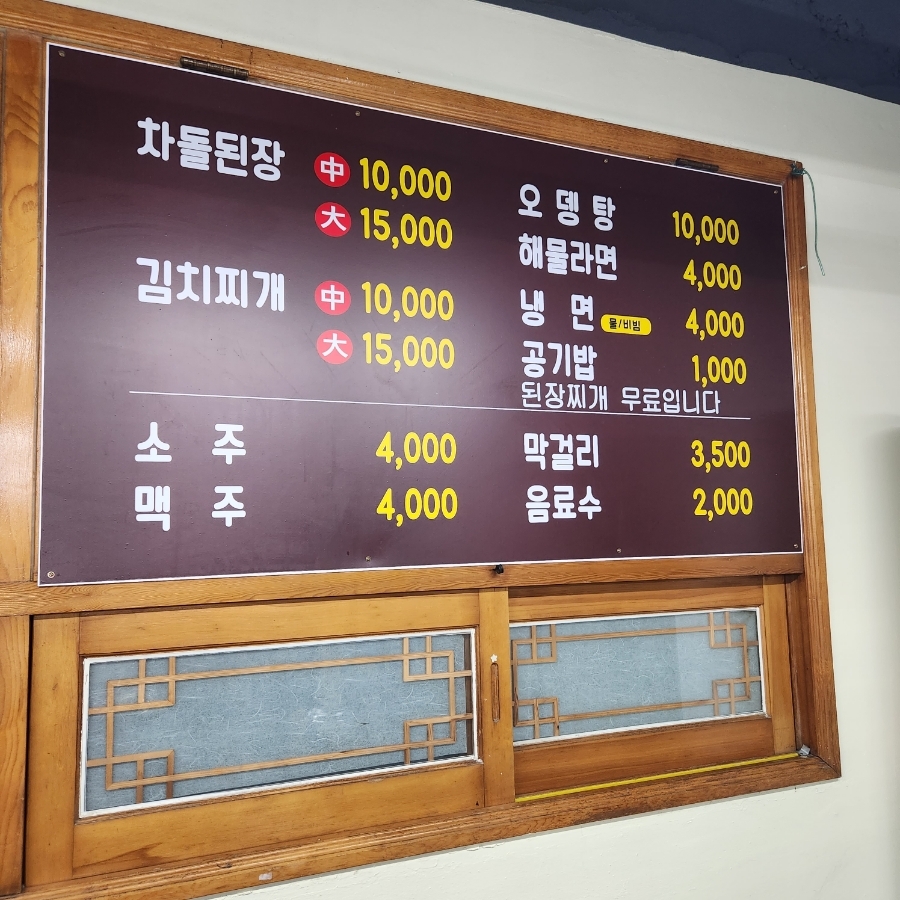 차돌된장 中 10,000
大 15,000
김치찌개 中 10,000
大 15,000
오뎅탕 10,000
해물라면 4,000
냉면 물/비빔 4,000
공기밥 1,000
된장찌개 무료입니다
소주 4,000
맥주 4,000
막걸리 3,500
음료수 2,000